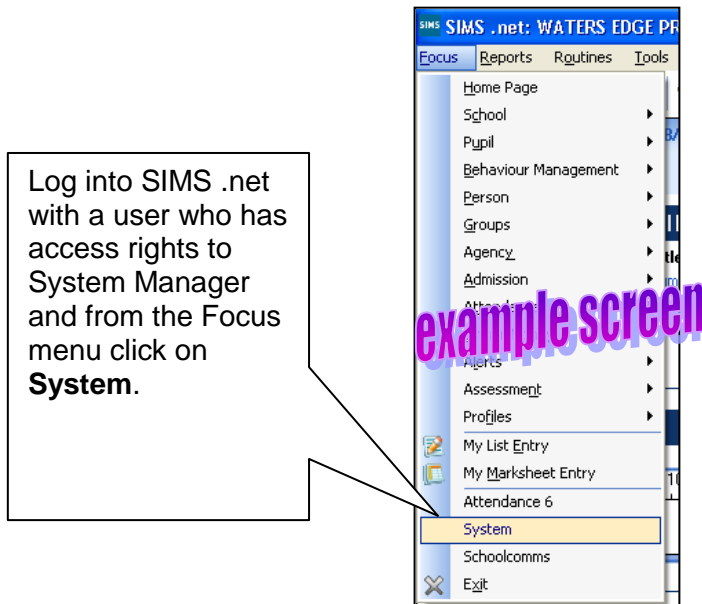 SIMS SIMS .net: WATERS EDGE PR
Focus Reports Routines Tools
Home Page
School
Pupil
Behaviour Management
Person
Groups
Agency
Admission
example screen
Alerts
Assessment
Profiles
My List Entry
My Marksheet Entry
Attendance 6
System
Schoolcomms
Exit
Log into SIMS .net
with a user who has
access rights to
System Manager
and from the Focus
menu click on
System.